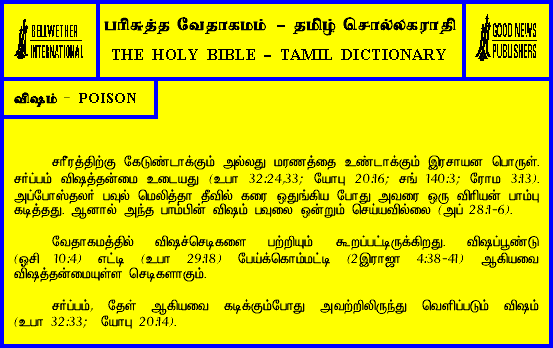 BELLWETHER
INTERNATIONAL
பரிசுத்த வேதாகமம் - தமிழ் சொல்லகராதி
THE HOLY BIBLE - TAMIL DICTIONARY
GOOD NEWS
PUBLISHERS
விஷம் - POISON
சரீரத்திற்கு கேடுண்டாக்கும் அல்லது மரணத்தை உண்டாக்கும் இரசாயன பொருள்.
சர்ப்பம் விஷத்தன்மை உடையது (உபா 32:24,33; யோபு 20:16; சங் 140:3; ரோம 3:13).
அப்போஸ்தலர் பவுல் மெலித்தா தீவில் கரை ஒதுங்கிய போது அவரை ஒரு விரியன் பாம்பு
கடித்தது. ஆனால் அந்த பாம்பின் விஷம் பவுலை ஒன்றும் செய்யவில்லை (அப் 28:1-6).
வேதாகமத்தில் விஷச்செடிகளை பற்றியும் கூறப்பட்டிருக்கிறது. விஷப்பூண்டு
(ஓசி 10:4) எட்டி (உபா 29:18) பேய்க்கொம்மட்டி (2இராஜா 4:38-41) ஆகியவை
விஷத்தன்மையுள்ள செடிகளாகும்.
சர்ப்பம், தேள் ஆகியவை கடிக்கும்போது அவற்றிலிருந்து வெளிப்படும் விஷம்
(உபா 32:33; யோபு 20:14).